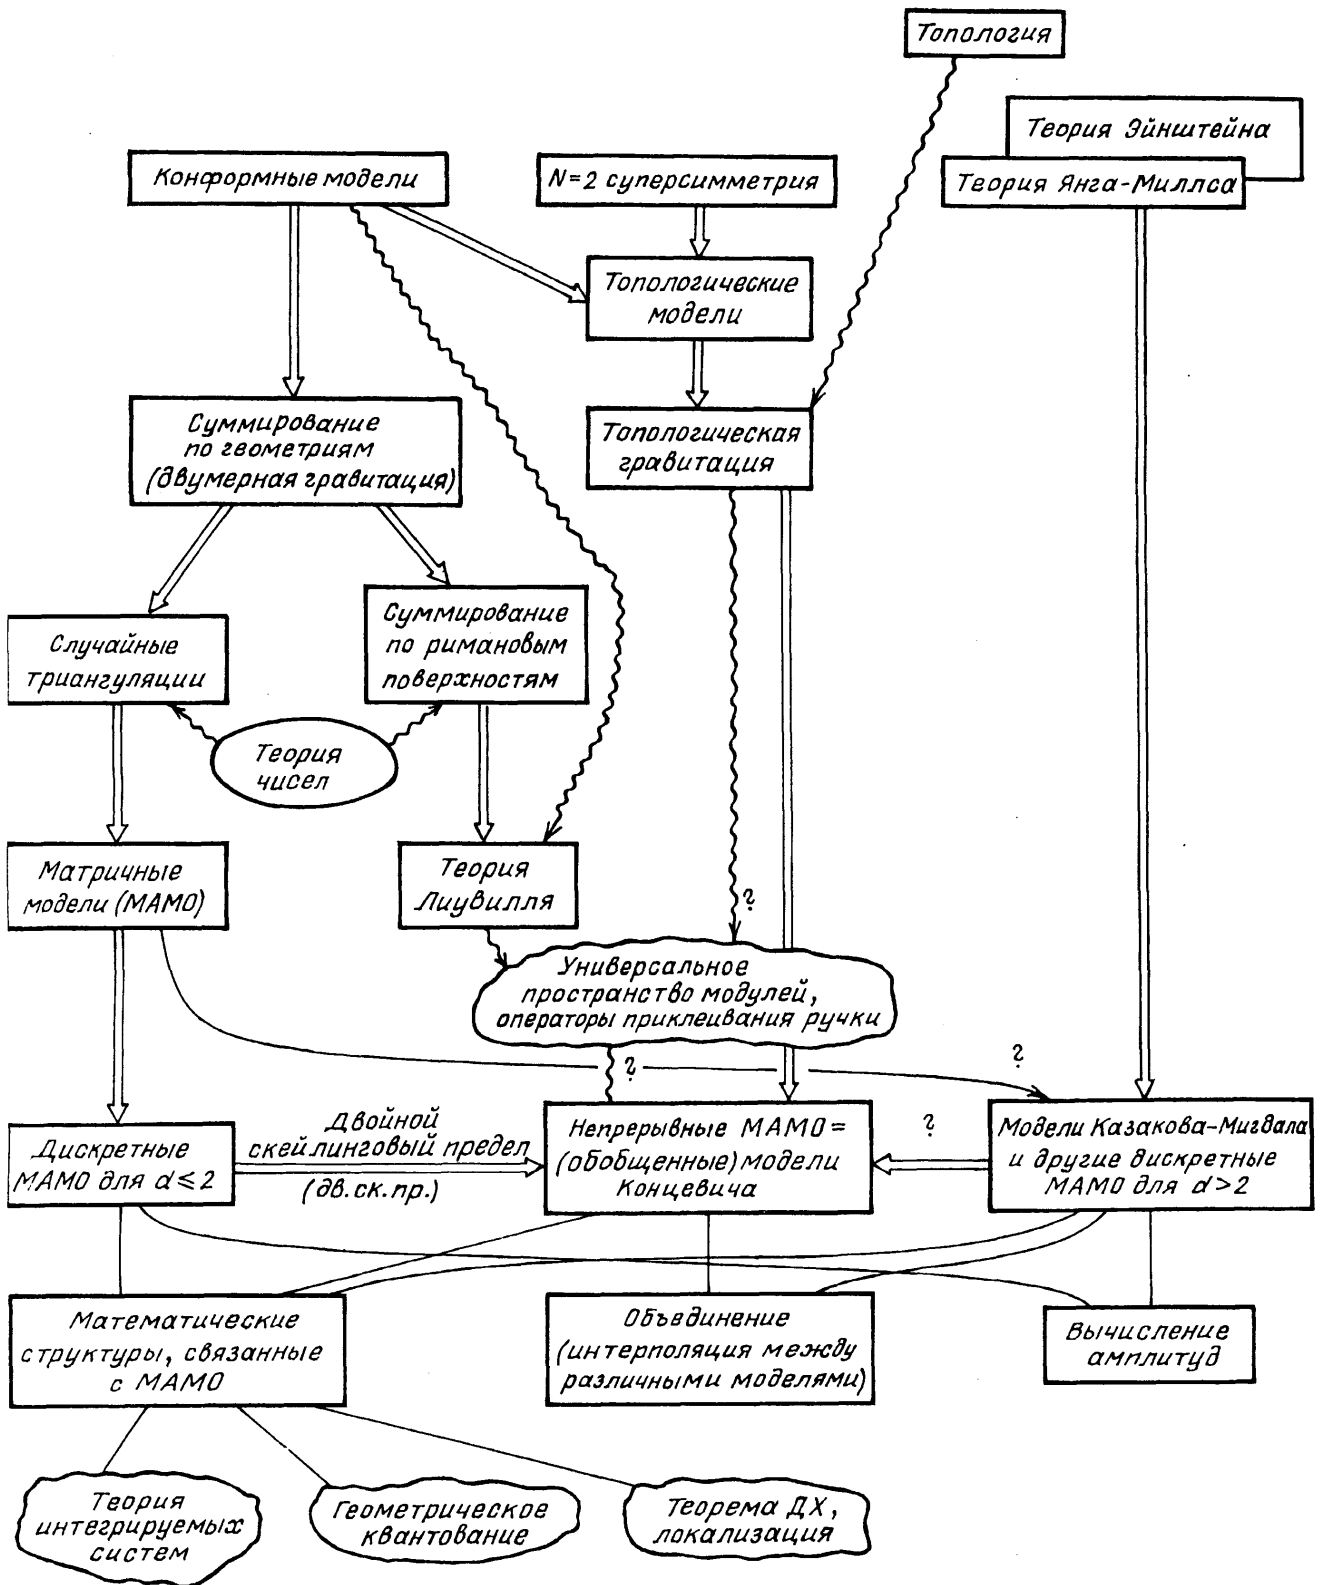 Топология
Теория Эйнштейна
Теория Янга-Миллса
Конформные модели
N=2 суперсимметрия
Топологические
модели
Суммирование
по геометриям
(двумерная гравитация)
Топологическая
гравитация
Случайные
триангуляции
Суммирование
по римановым
поверхностям
Теория
чисел
Матричные
модели (МАМО)
Теория
Лиувилля
?
Универсальное
пространство модулей,
операторы приклеивания ручки
?
?
Дискретные
МАМО для d ≤ 2
Двойной
скейлинговый предел
(дв. ск. пр.)
Непрерывные МАМО =
(обобщенные) модели
Концевича
?
Модели Казакова-Мигдала
и другие дискретные
МАМО для d > 2
Математические
структуры, связанные
с МАМО
Объединение
(интерполяция между
различными моделями)
Вычисление
амплитуд
Теория
интегрируемых
систем
Геометрическое
квантование
Теорема ДХ,
локализация